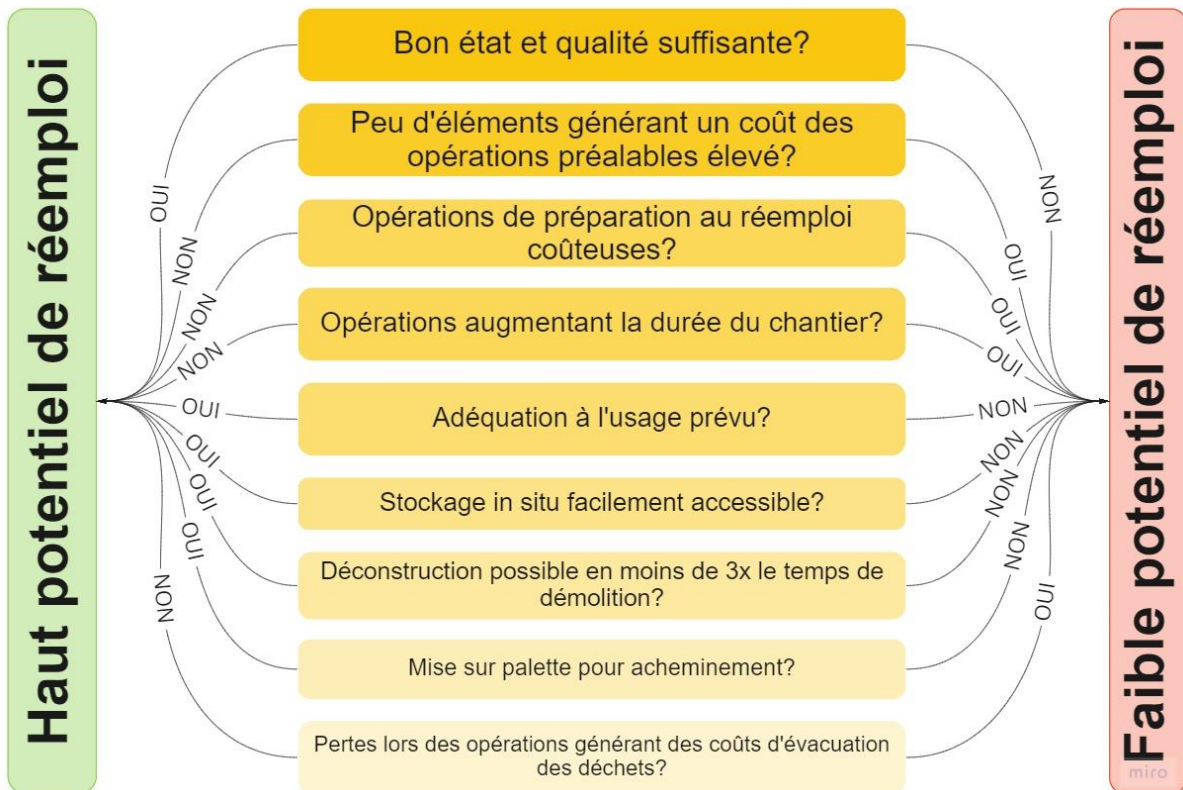 Haut potentiel de réemploi
Bon état et qualité suffisante?
OUI
NON
Peu d'éléments générant un coût des
opérations préalables élevé?
NON
OUI
Opérations de préparation au réemploi
coûteuses?
NON
OUI
Opérations augmentant la durée du chantier?
NON
OUI
Adéquation à l'usage prévu?
OUI
NON
Stockage in situ facilement accessible?
OUI
NON
Déconstruction possible en moins de 3x le temps de
démolition?
OUI
NON
Mise sur palette pour acheminement?
OUI
NON
Pertes lors des opérations générant des coûts d'évacuation
des déchets?
NON
OUI
Faible potentiel de réemploi
miro